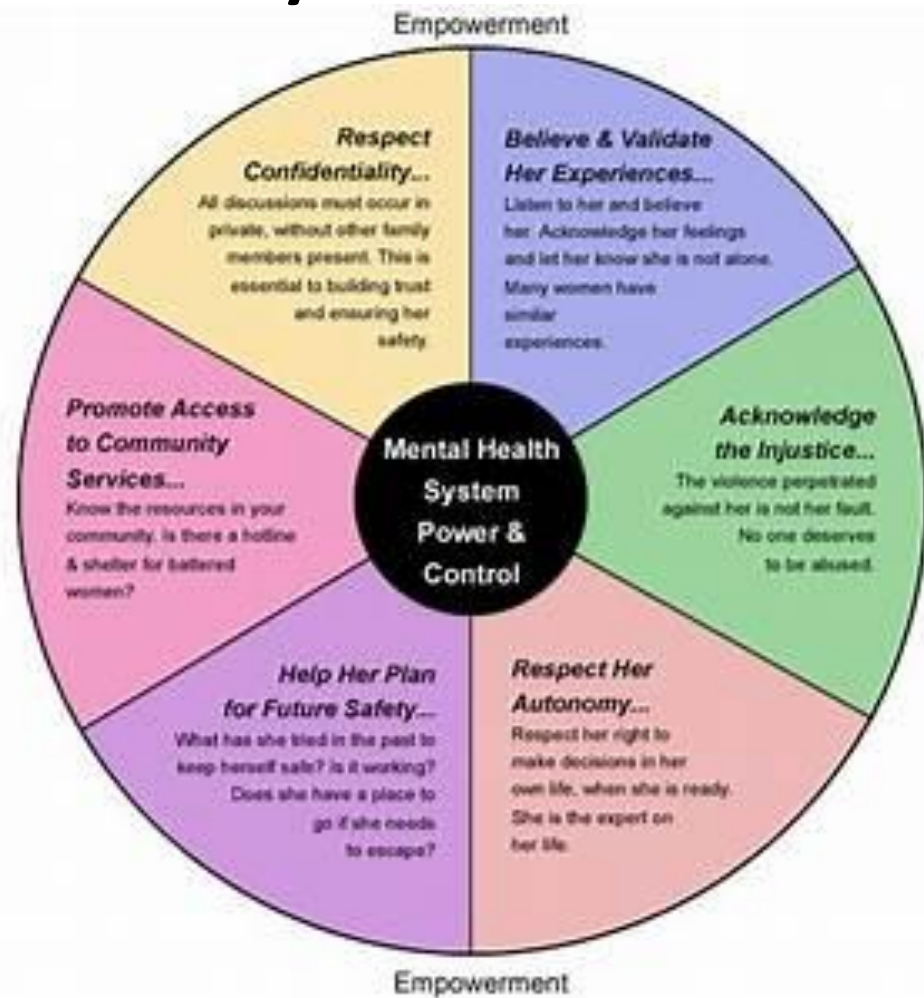 Empowerment
Respect
Confidentiality...
All discussions must occur in
private, without other family
members present. This is
essential to building trust
and ensuring her
safety.
Believe & Validate
Her Experiences...
Listen to her and believe
her. Acknowledge her feelings
and let her know she is not alone.
Many women have
similar
experiences.
Acknowledge
the Injustice...
The violence perpetrated
against her is not her fault.
No one deserves
to be abused.
Respect Her
Autonomy...
Respect her right to
make decisions in her
own life, when she is ready.
She is the expert on
her life.
Help Her Plan
for Future Safety...
What has she tried in the past to
keep herself safe? Is it working?
Does she have a place to
go if she needs
to escape?
Promote Access
to Community
Services...
Know the resources in your
community. Is there a hotline
& shelter for battered
women?
Mental Health
System
Power &
Control
Empowerment